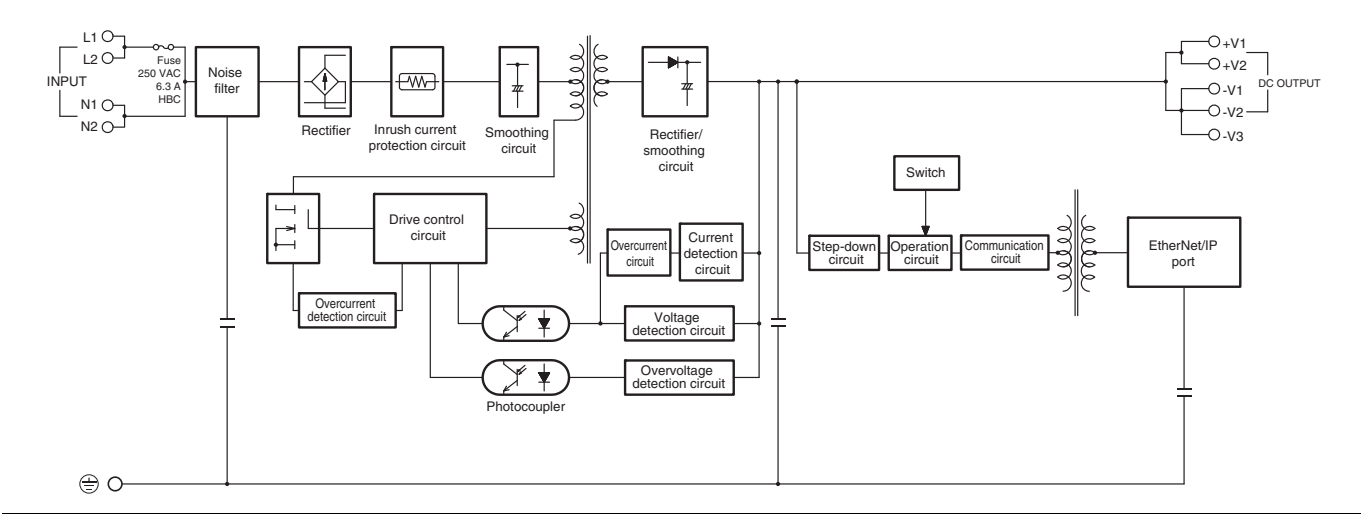 L1
L2
INPUT
N1
N2
Fuse
250 VAC
6.3 A
HBC
Noise
filter
Rectifier
Inrush current
protection circuit
Smoothing
circuit
Rectifier/
smoothing
circuit
+V1
+V2
-V1
-V2
-V3
DC OUTPUT
Drive control
circuit
Overcurrent
detection circuit
Overcurrent
circuit
Current
detection
circuit
Voltage
detection circuit
Overvoltage
detection circuit
Photocoupler
Switch
Step-down
circuit
Operation
circuit
Communication
circuit
EtherNet/IP
port